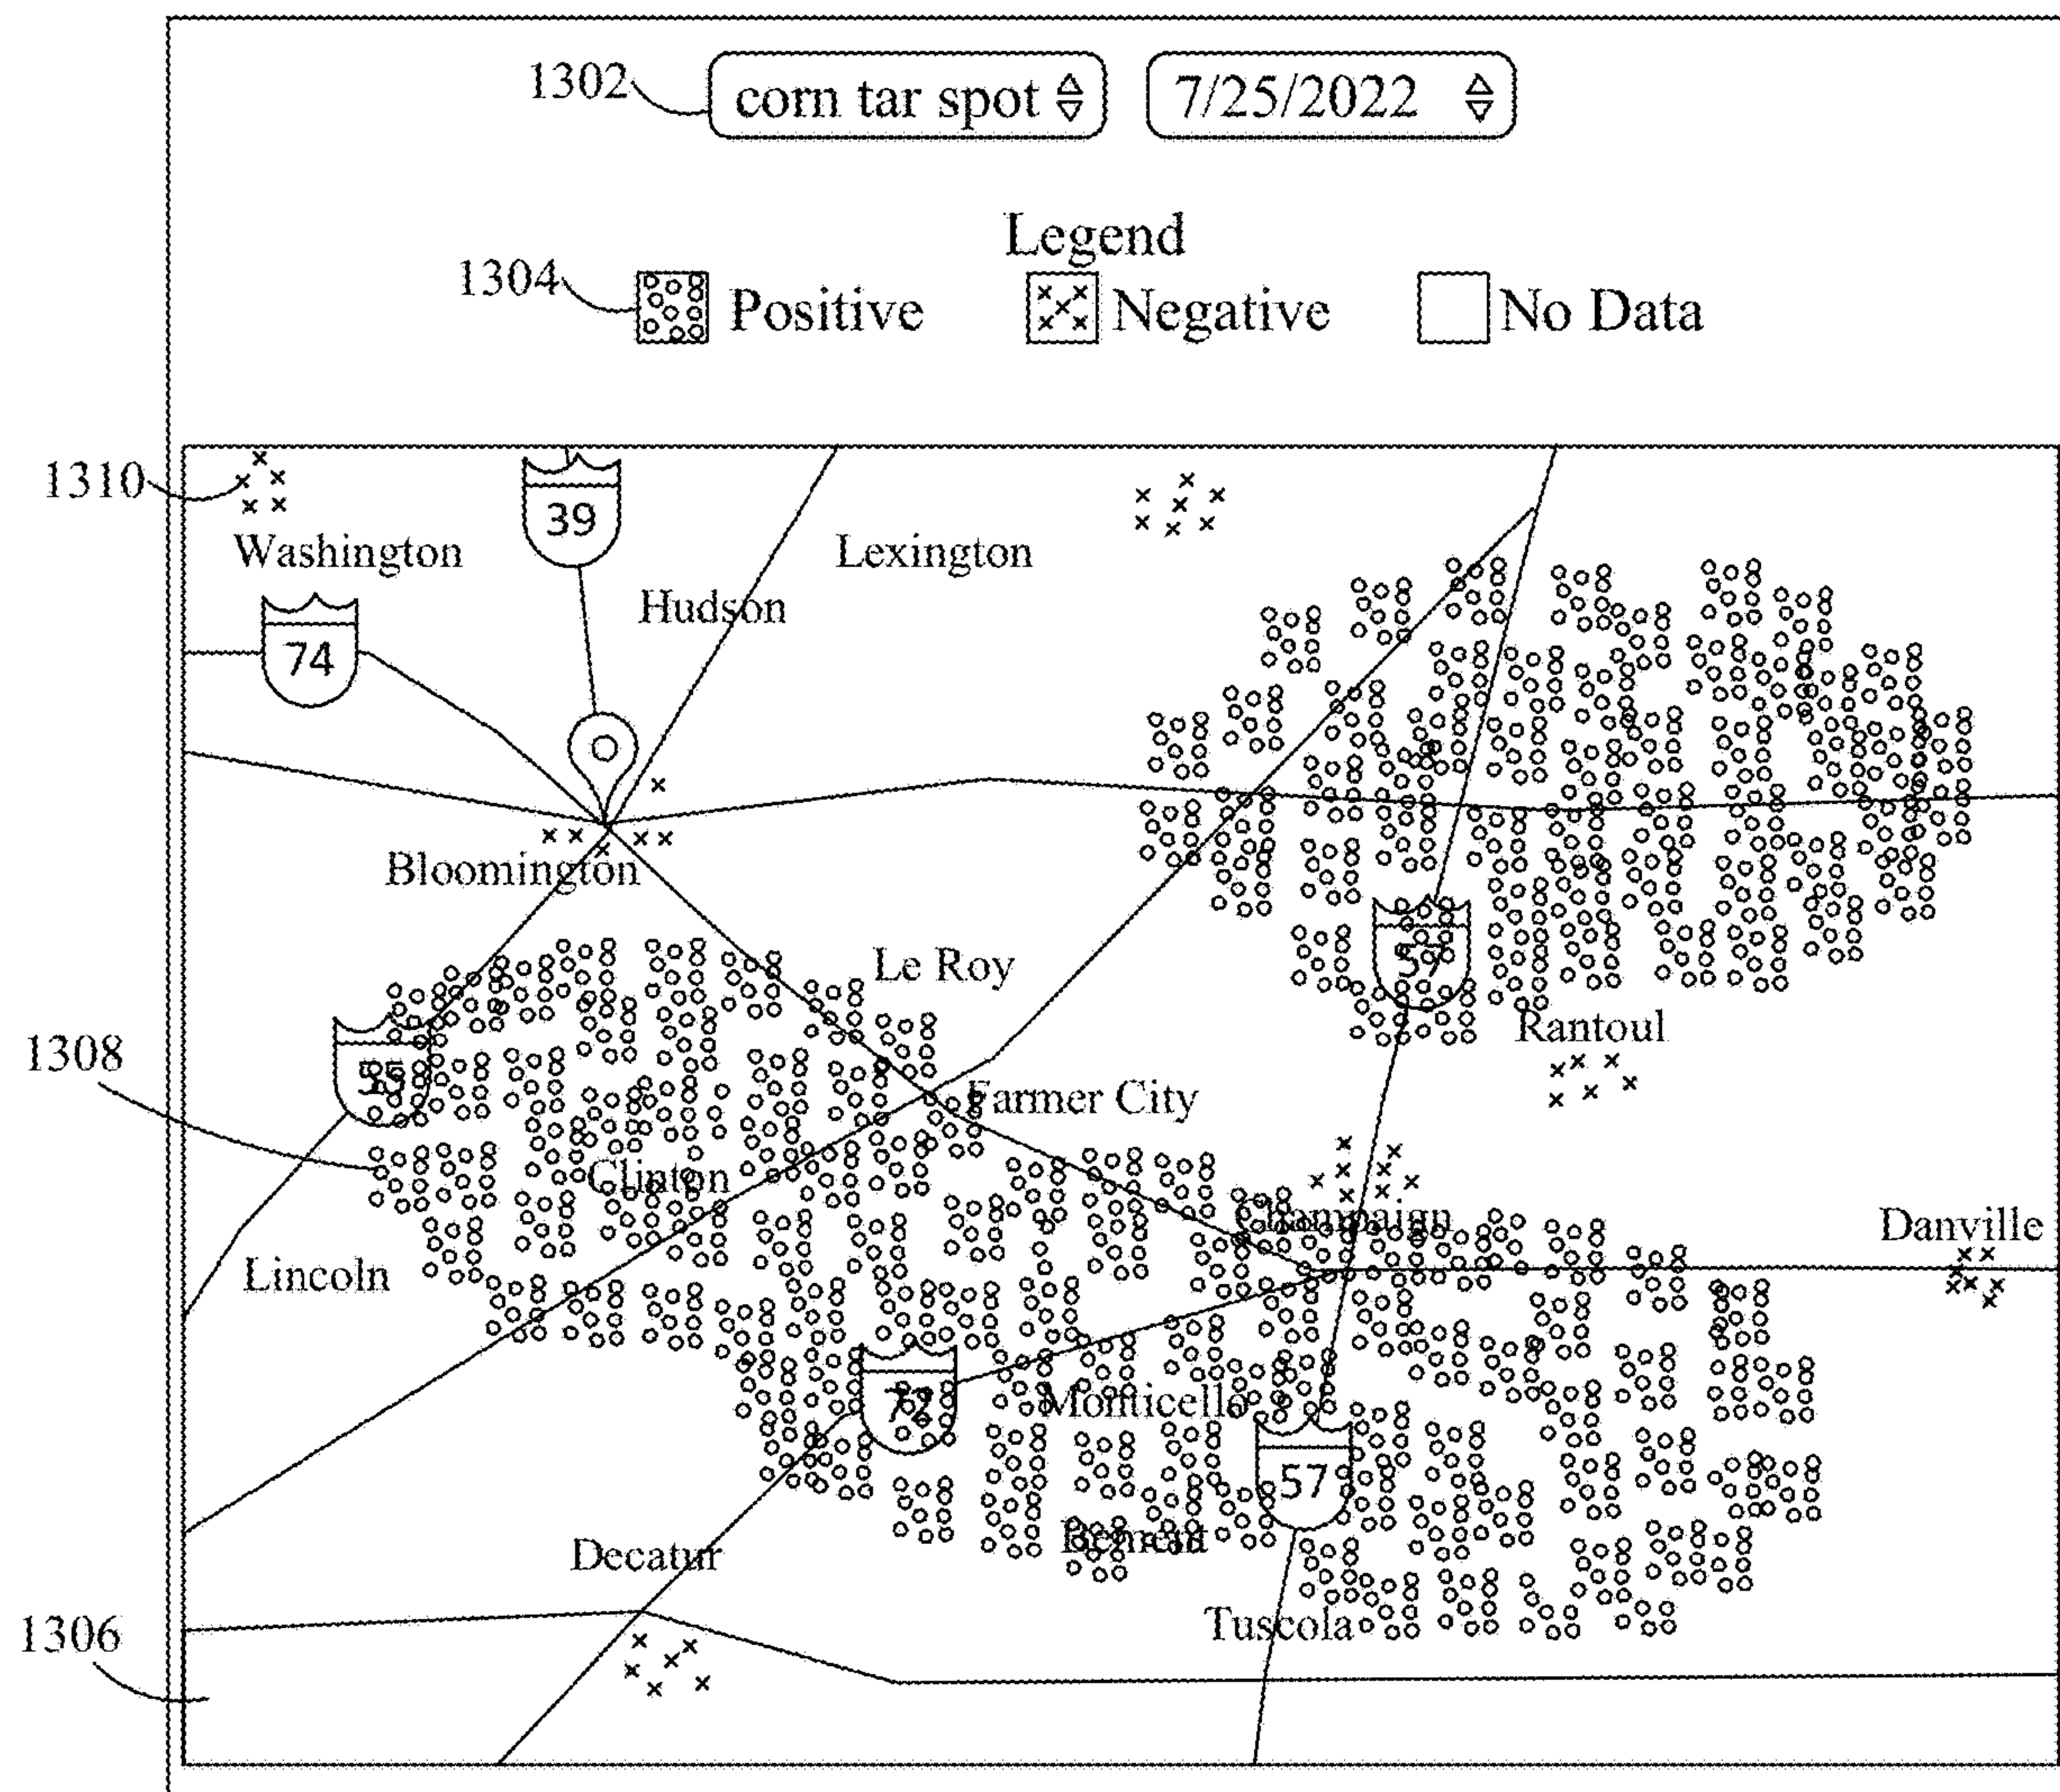 1302 corn tar spot 7/25/2022
Legend
1304 Positive Negative No Data
1310
39
Washington
Lexington
Hudson
74
Bloomington
Le Roy
57
Rantoul
1308
55
Farmer City
Clinton
Champaign
Danville
Lincoln
72
Monticello
57
Bement
Decatur
Tuscola
1306